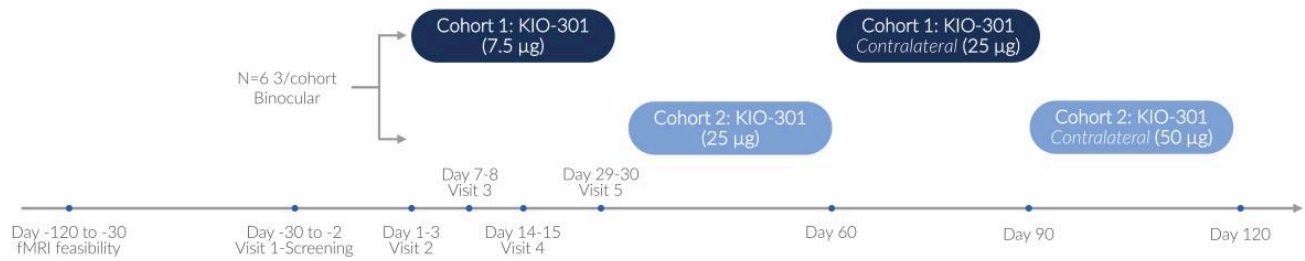 Cohort 1: KIO-301
(7.5 µg)
Cohort 1: KIO-301
Contralateral (25 µg)
N=6 3/cohort
Binocular
Cohort 2: KIO-301
(25 µg)
Cohort 2: KIO-301
Contralateral (50 µg)
Day 7-8
Visit 3
Day 29-30
Visit 5
Day -120 to -30
fMRI feasibility
Day -30 to -2
Visit 1-Screening
Day 1-3
Visit 2
Day 14-15
Visit 4
Day 60
Day 90
Day 120